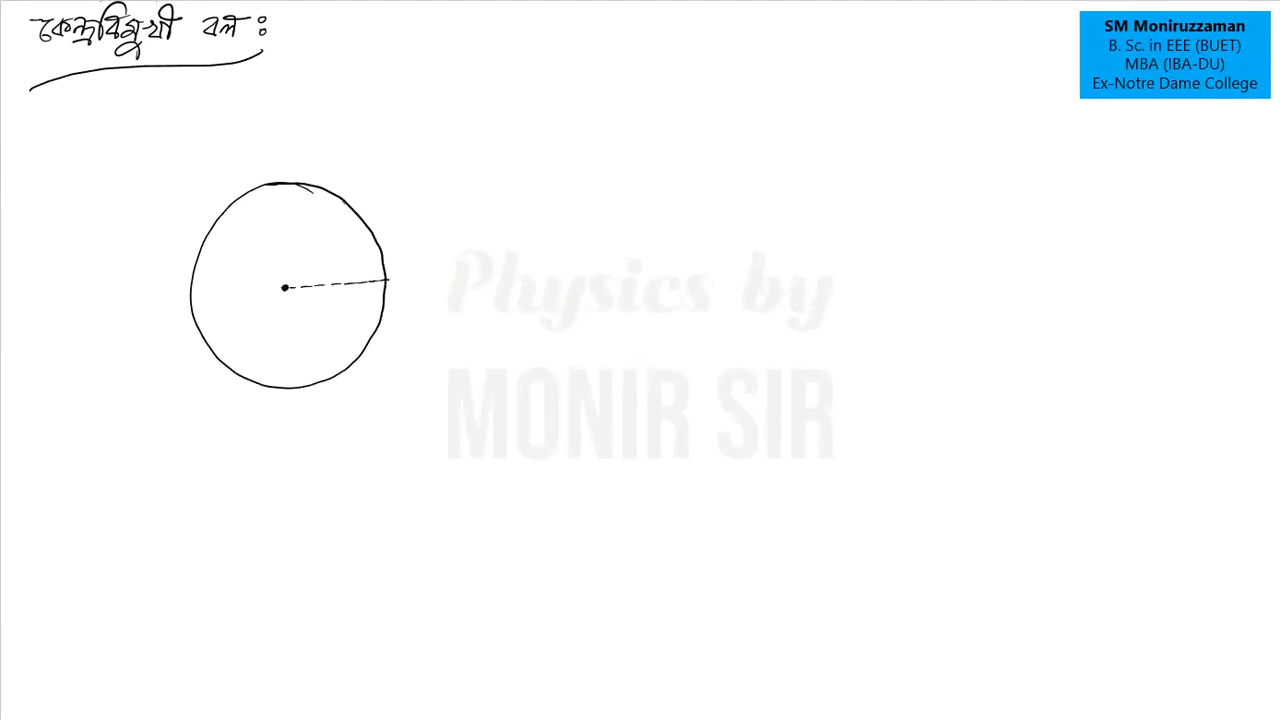 কেন্দ্রবিমুখী বল :
SM Moniruzzaman
B. Sc. in EEE (BUET)
MBA (IBA-DU)
Ex-Notre Dame College
Physics by
MONIR SIR